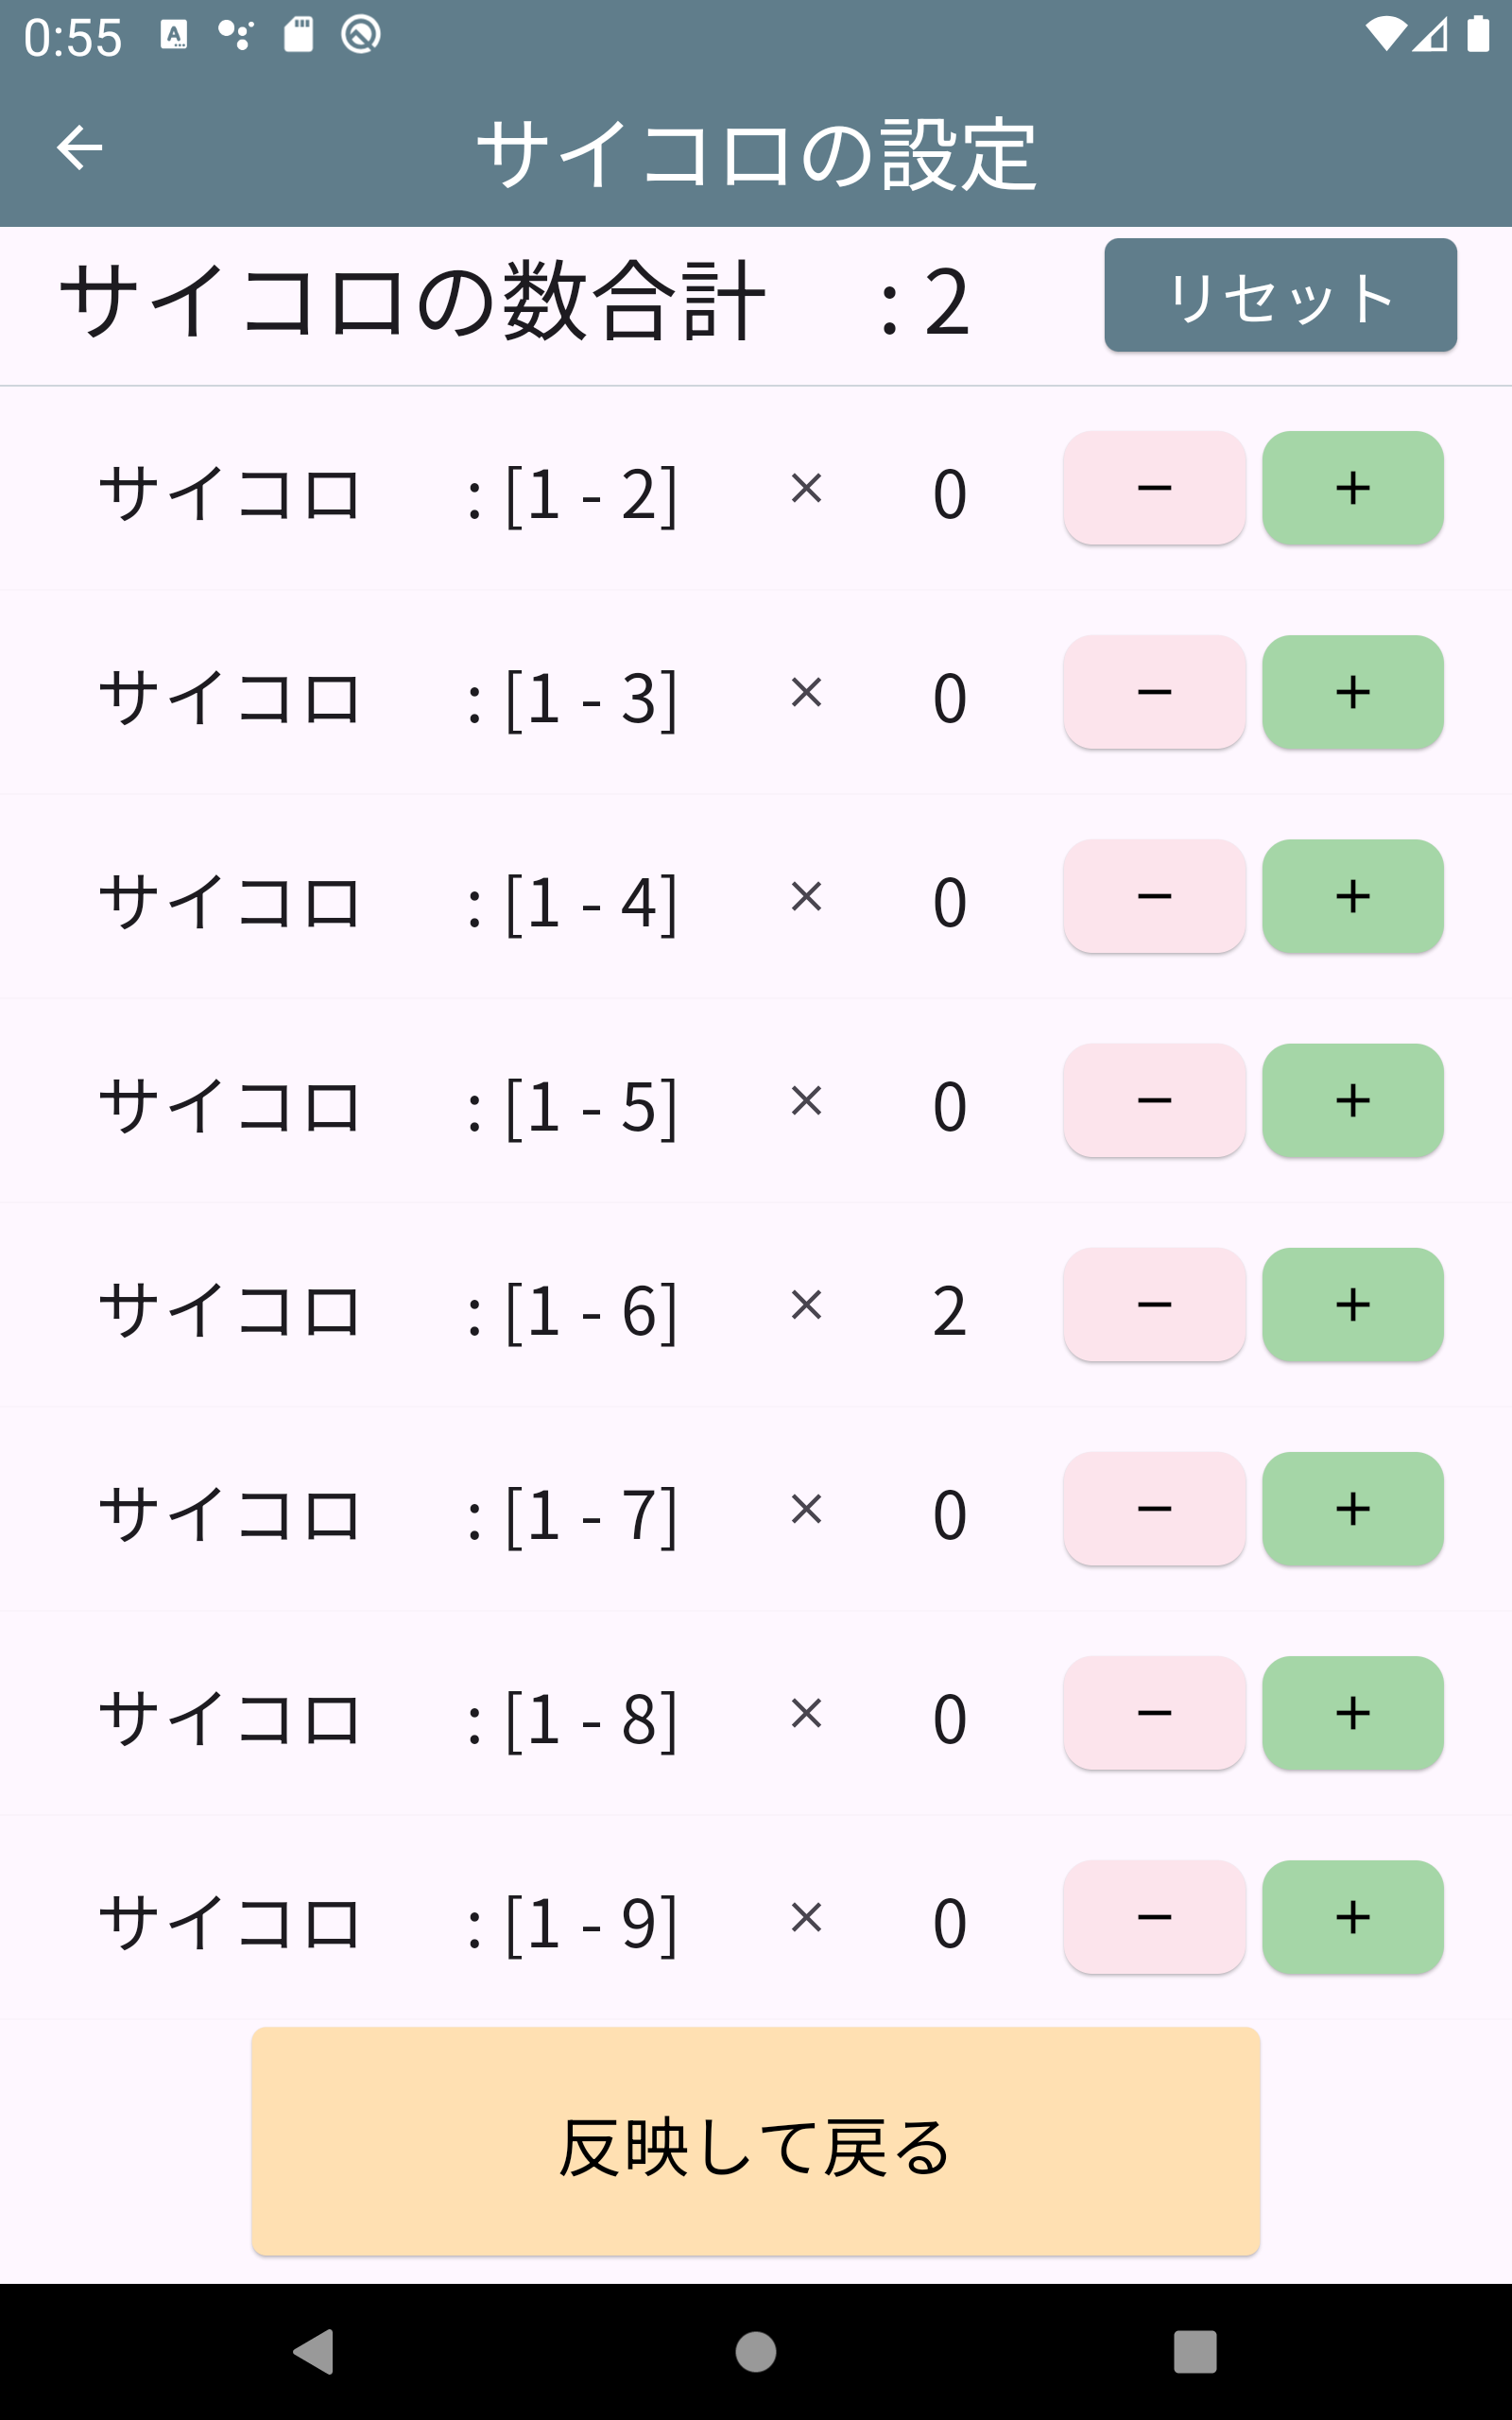 0:55
サイコロの設定
サイコロの数合計 : 2 リセット
サイコロ : [1 - 2] × 0 − +
サイコロ : [1 - 3] × 0 − +
サイコロ : [1 - 4] × 0 − +
サイコロ : [1 - 5] × 0 − +
サイコロ : [1 - 6] × 2 − +
サイコロ : [1 - 7] × 0 − +
サイコロ : [1 - 8] × 0 − +
サイコロ : [1 - 9] × 0 − +
反映して戻る